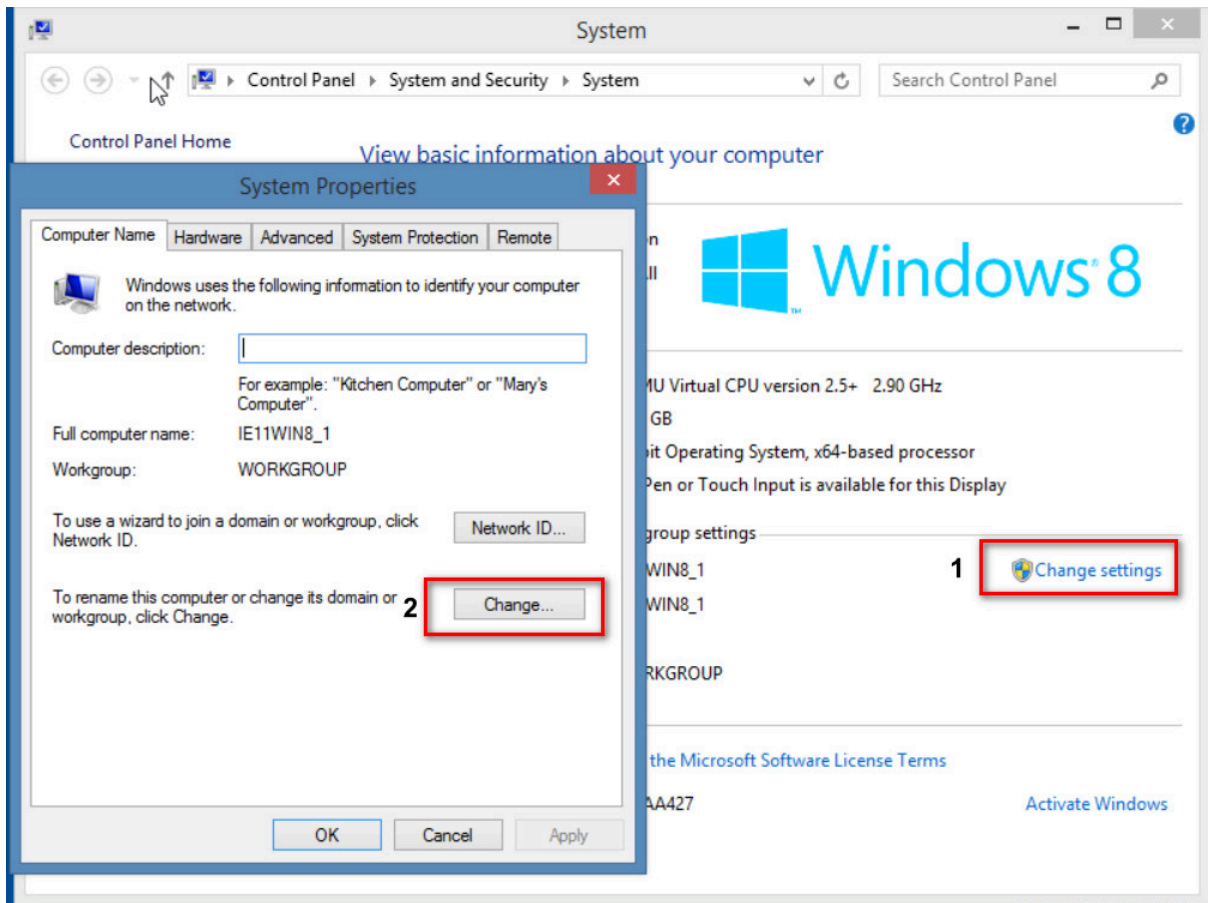 System
Control Panel System and Security System
Search Control Panel
Control Panel Home
View basic information about your computer
System Properties
Computer Name Hardware Advanced System Protection Remote
Windows uses the following information to identify your computer
on the network.
Computer description:
For example: "Kitchen Computer" or "Mary's
Computer".
Full computer name: IE11WIN8_1
Workgroup: WORKGROUP
To use a wizard to join a domain or workgroup, click
Network ID.
Network ID...
To rename this computer or change its domain or
workgroup, click Change.
2
Change...
OK Cancel Apply
Windows 8
TM
MU Virtual CPU version 2.5+ 2.90 GHz
GB
bit Operating System, x64-based processor
Pen or Touch Input is available for this Display
group settings
WIN8_1
1
Change settings
WIN8_1
RKGROUP
the Microsoft Software License Terms
AA427
Activate Windows